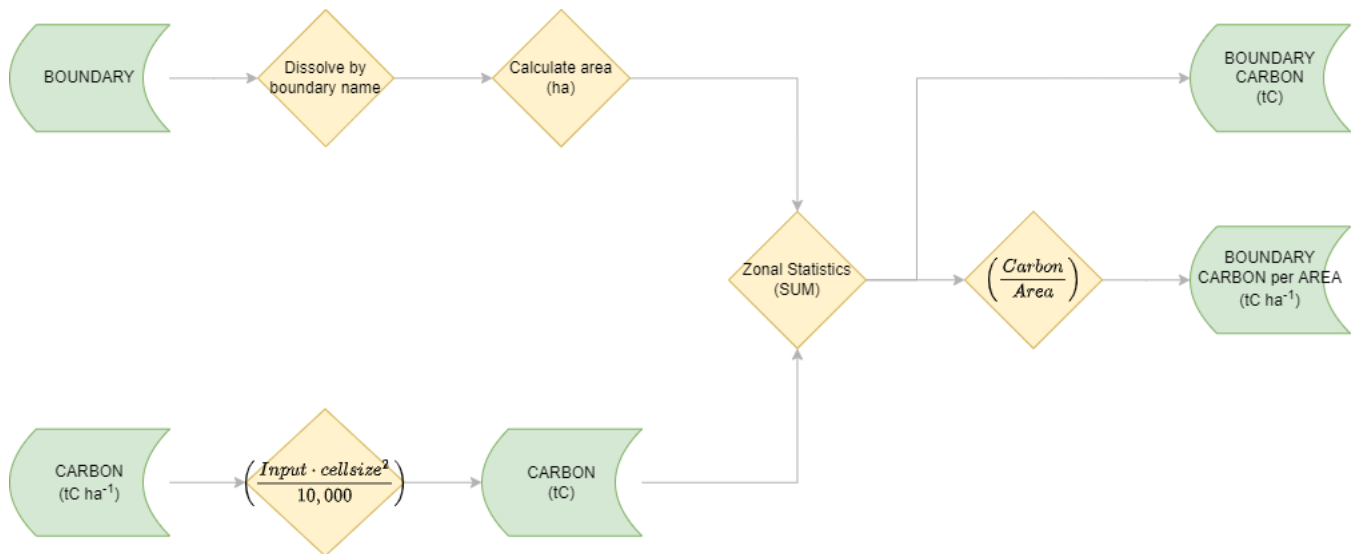 BOUNDARY
Dissolve by
boundary name
Calculate area
(ha)
BOUNDARY
CARBON
(tC)
Zonal Statistics
(SUM)
(Carbon/Area)
BOUNDARY
CARBON per AREA
(tC ha⁻¹)
CARBON
(tC ha⁻¹)
(Input · cellsize²/10,000)
CARBON
(tC)